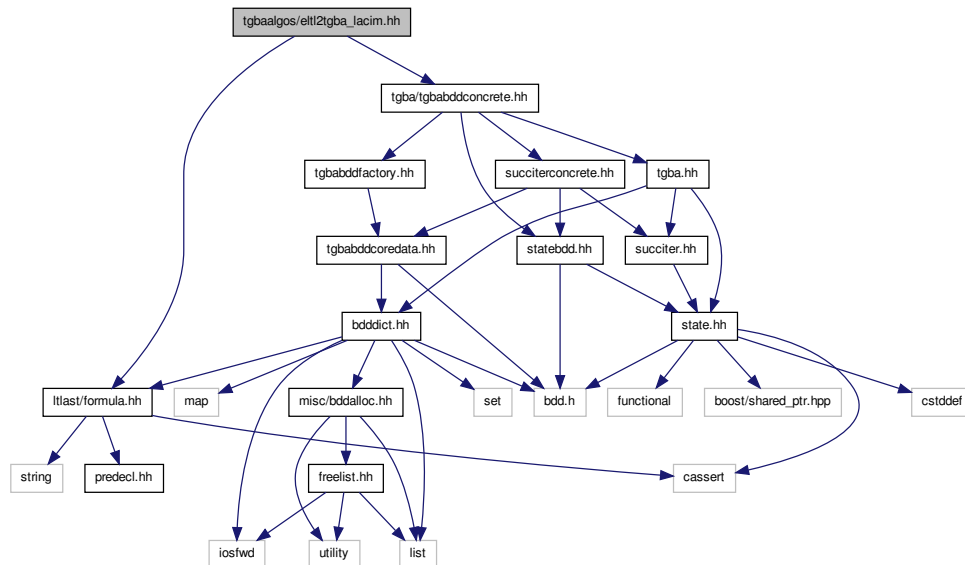 tgbaalgos/eltl2tgba_lacim.hh
tgba/tgbabddconcrete.hh
tgbabddfactory.hh
succiterconcrete.hh
tgba.hh
tgbabddcoredata.hh
statebdd.hh
succiter.hh
bdddict.hh
state.hh
ltlast/formula.hh
map
misc/bddalloc.hh
set
bdd.h
functional
boost/shared_ptr.hpp
cstddef
string
predecl.hh
freelist.hh
cassert
iosfwd
utility
list